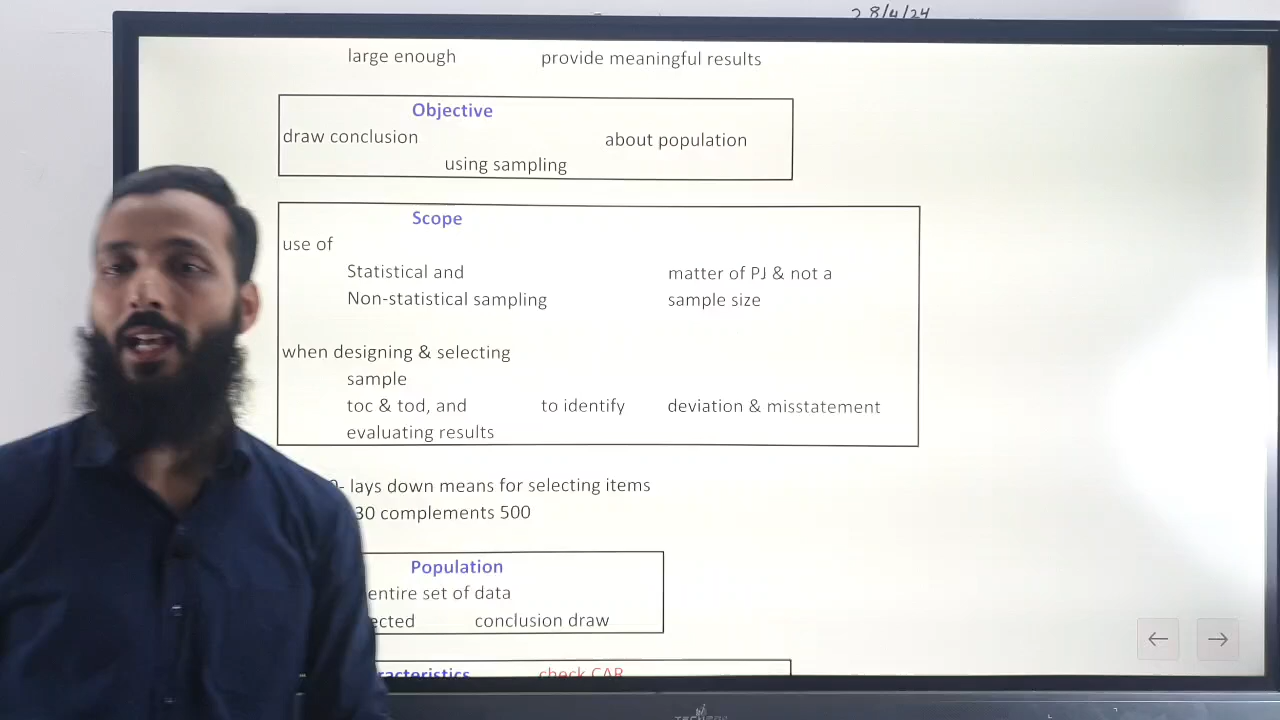 28/4/24
large enough provide meaningful results
Objective
draw conclusion about population
using sampling
Scope
use of
Statistical and matter of PJ & not a
Non-statistical sampling sample size
when designing & selecting
sample
toc & tod, and to identify deviation & misstatement
evaluating results
0- lays down means for selecting items
30 complements 500
Population
entire set of data
ected conclusion draw
racteristics check CAR